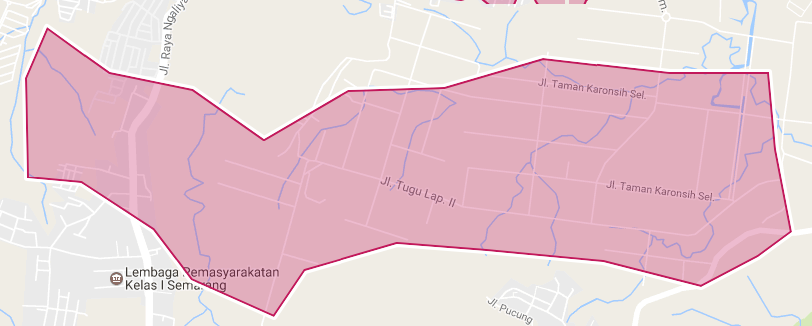 Jl. Raya Ngaliya
m.
Jl. Taman Karonsih Sel.
Jl. Tugu Lap. II
Jl. Taman Karonsih Sel.
Lembaga Pemasyarakatan
Kelas I Semarang
Jl. Pucung